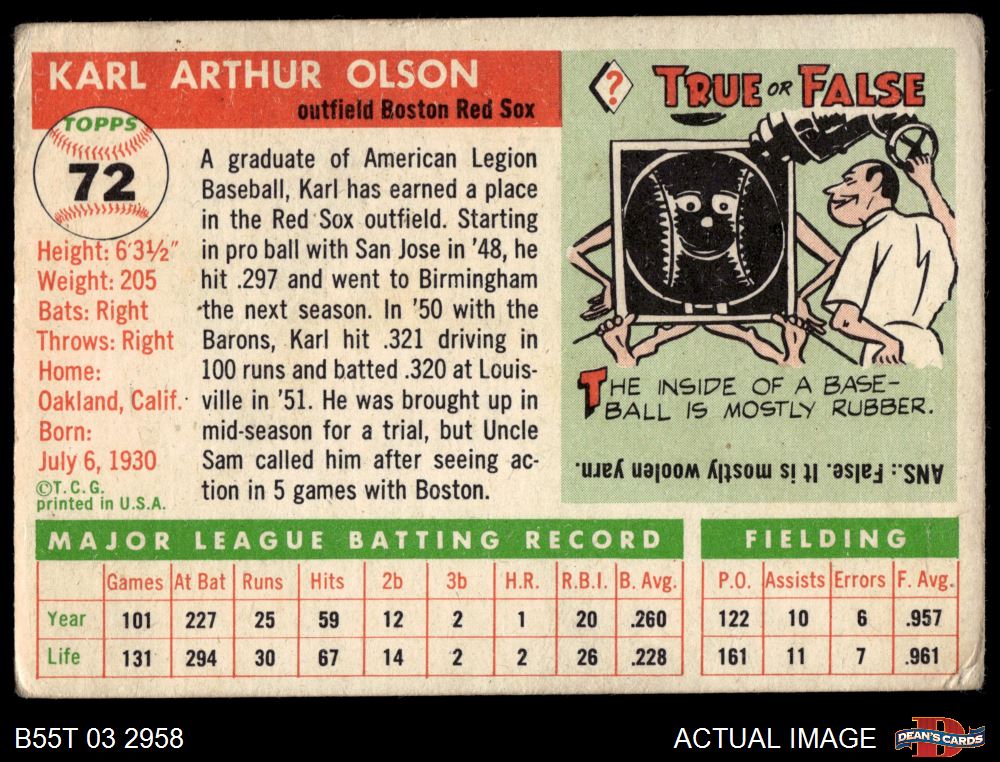 KARL ARTHUR OLSON
outfield Boston Red Sox
TOPPS
72
Height: 6'3½"
Weight: 205
Bats: Right
Throws: Right
Home:
Oakland, Calif.
Born:
July 6, 1930
©T.C.G.
printed in U.S.A.
A graduate of American Legion
Baseball, Karl has earned a place
in the Red Sox outfield. Starting
in pro ball with San Jose in '48, he
hit .297 and went to Birmingham
the next season. In '50 with the
Barons, Karl hit .321 driving in
100 runs and batted .320 at Louis-
ville in '51. He was brought up in
mid-season for a trial, but Uncle
Sam called him after seeing ac-
tion in 5 games with Boston.
? TRUE OR FALSE
THE INSIDE OF A BASE-
BALL IS MOSTLY RUBBER.
ANS.: False. It is mostly woolen yarn.
MAJOR LEAGUE BATTING RECORD
Games At Bat Runs Hits 2b 3b H.R. R.B.I. B. Avg.
Year 101 227 25 59 12 2 1 20 .260
Life 131 294 30 67 14 2 2 26 .228
FIELDING
P.O. Assists Errors F. Avg.
122 10 6 .957
161 11 7 .961
B55T 03 2958
ACTUAL IMAGE
DEAN'S CARDS